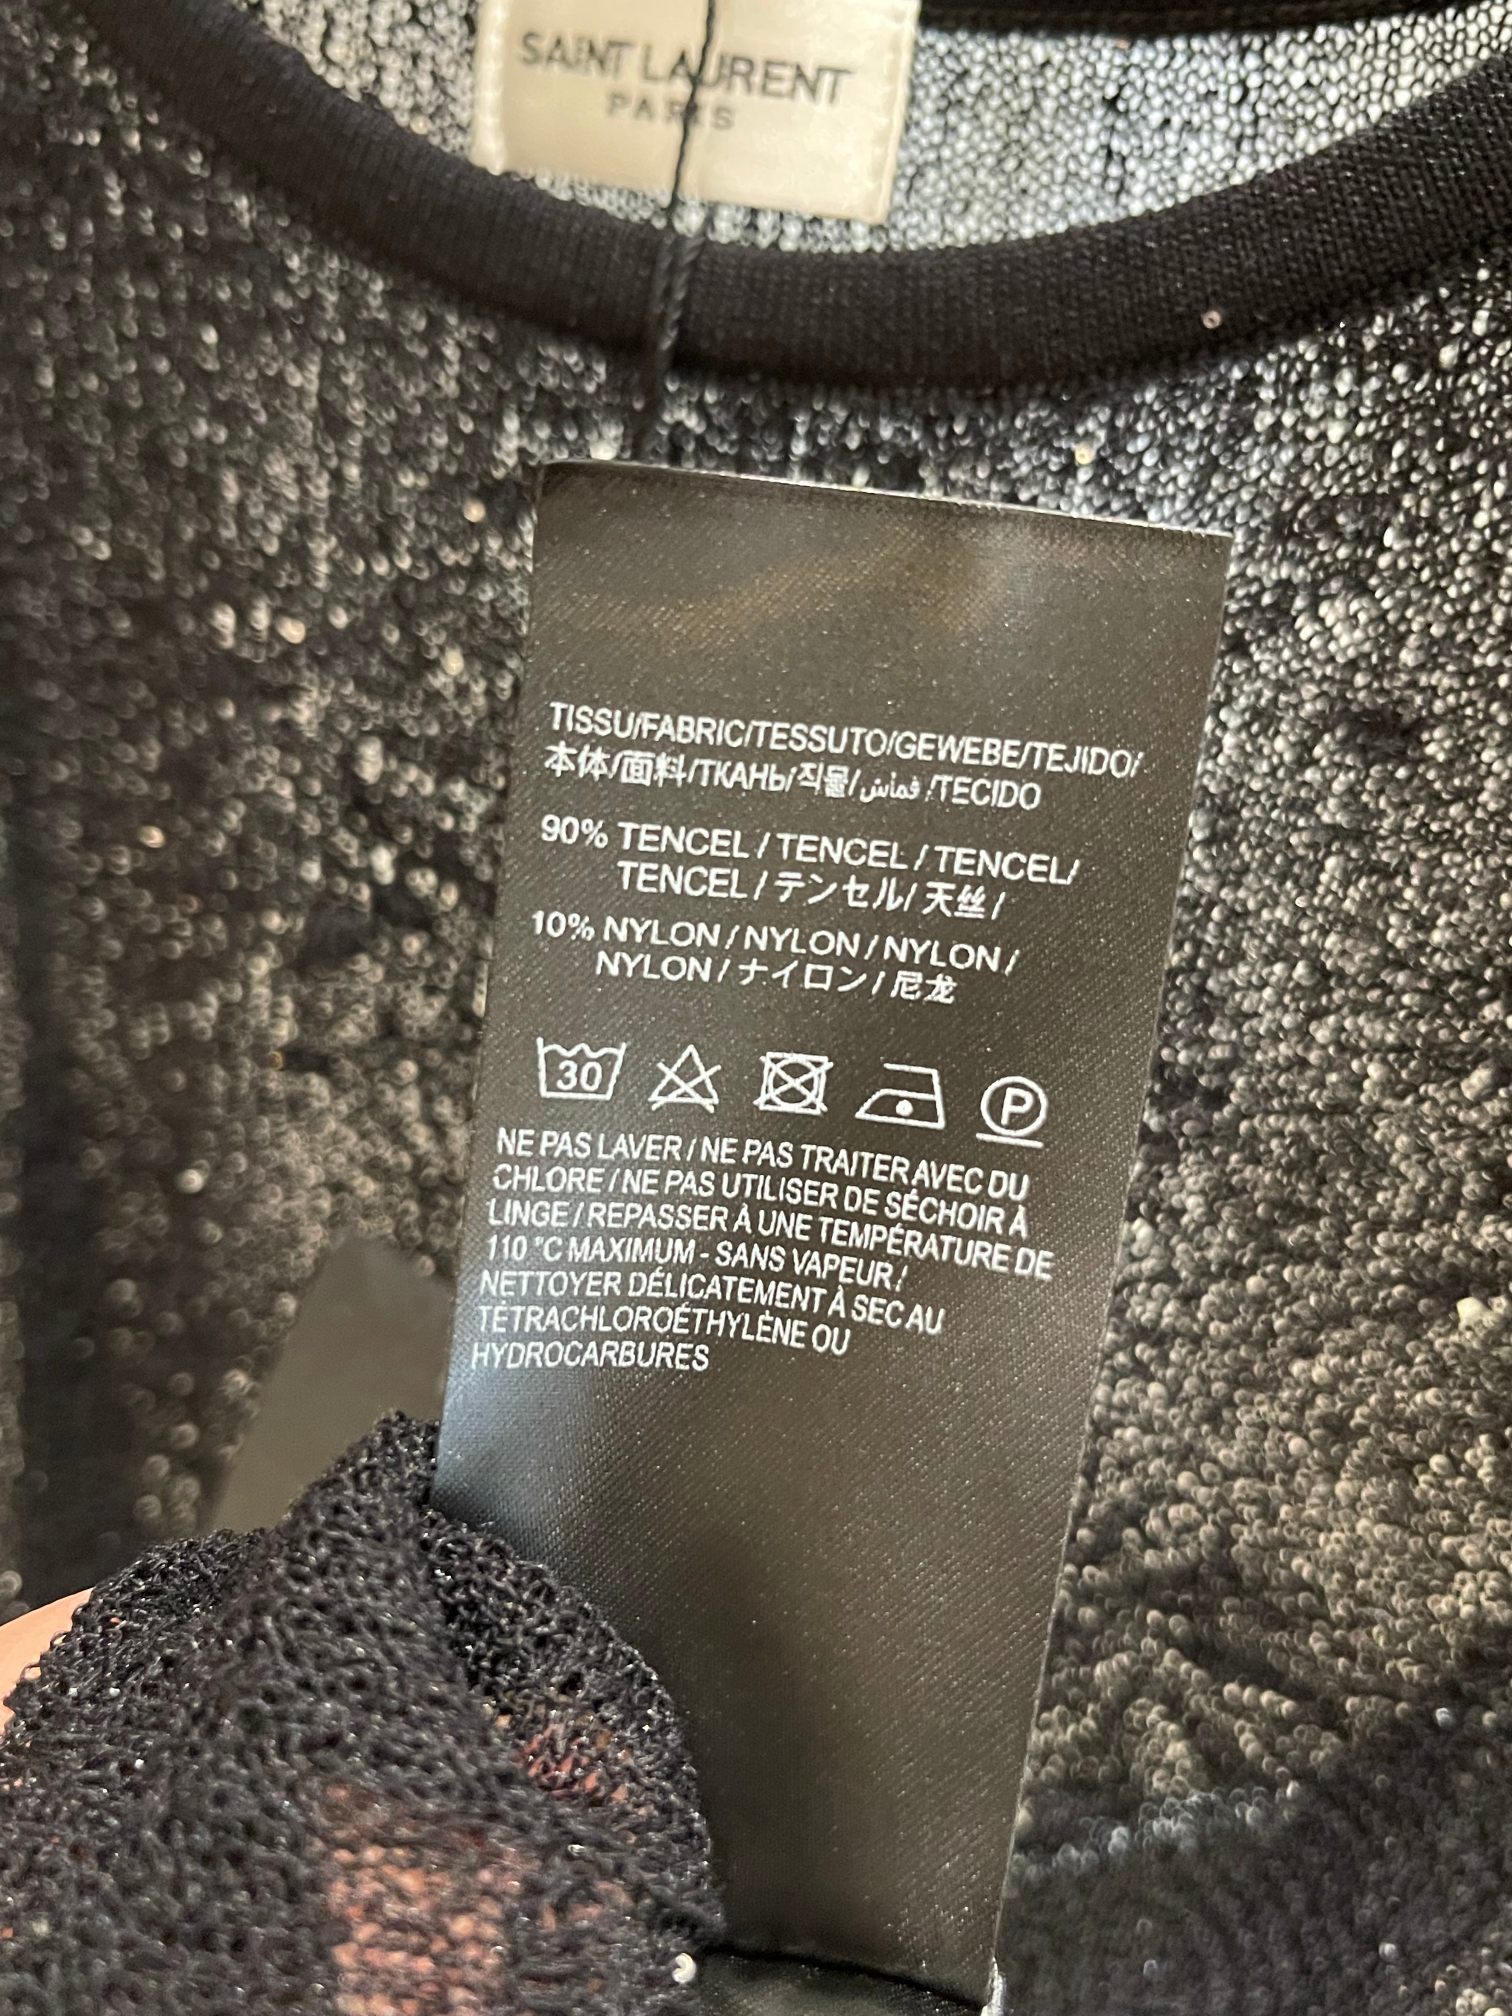 SAINT LAURENT
PARIS
TISSU/FABRIC/TESSUTO/GEWEBE/TEJIDO/
本体/面料/ТКАНЬ/직물/قماش/TECIDO
90% TENCEL / TENCEL / TENCEL/
TENCEL / テンセル/ 天丝 /
10% NYLON / NYLON / NYLON /
NYLON / ナイロン / 尼龙
30
P
NE PAS LAVER / NE PAS TRAITER AVEC DU
CHLORE / NE PAS UTILISER DE SÉCHOIR À
LINGE / REPASSER À UNE TEMPÉRATURE DE
110 °C MAXIMUM - SANS VAPEUR /
NETTOYER DÉLICATEMENT À SEC AU
TÉTRACHLOROÉTHYLÈNE OU
HYDROCARBURES